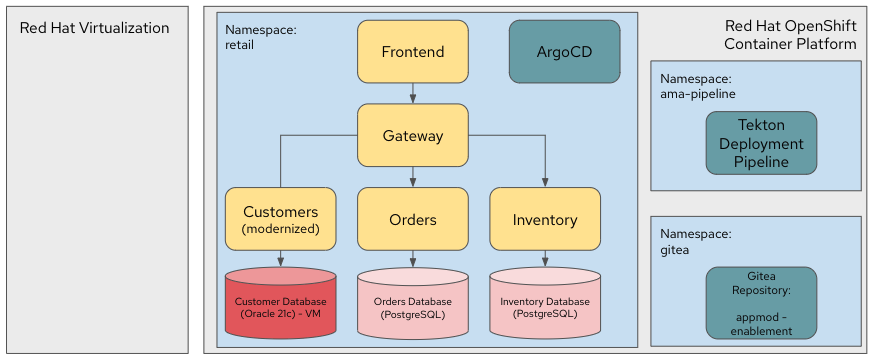 Red Hat Virtualization
Namespace:
retail
Frontend
ArgoCD
Gateway
Customers
(modernized)
Orders
Inventory
Customer Database
(Oracle 21c) - VM
Orders Database
(PostgreSQL)
Inventory Database
(PostgreSQL)
Red Hat OpenShift
Container Platform
Namespace:
ama-pipeline
Tekton
Deployment
Pipeline
Namespace:
gitea
Gitea
Repository:
appmod -
enablement